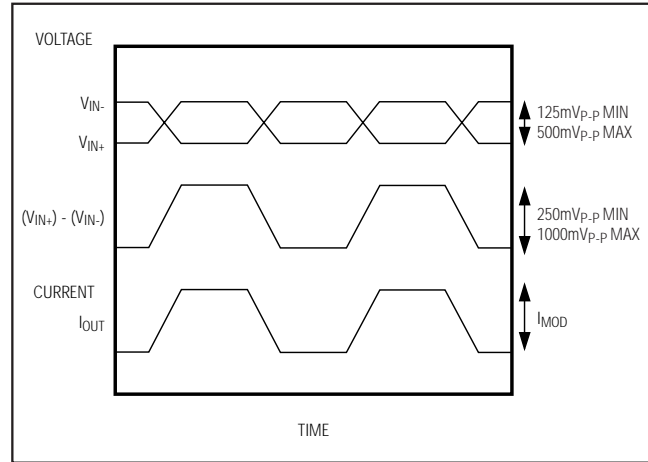 VOLTAGE
VIN-
VIN+
125mVP-P MIN
500mVP-P MAX
(VIN+) - (VIN-)
250mVP-P MIN
1000mVP-P MAX
CURRENT
IOUT
IMOD
TIME